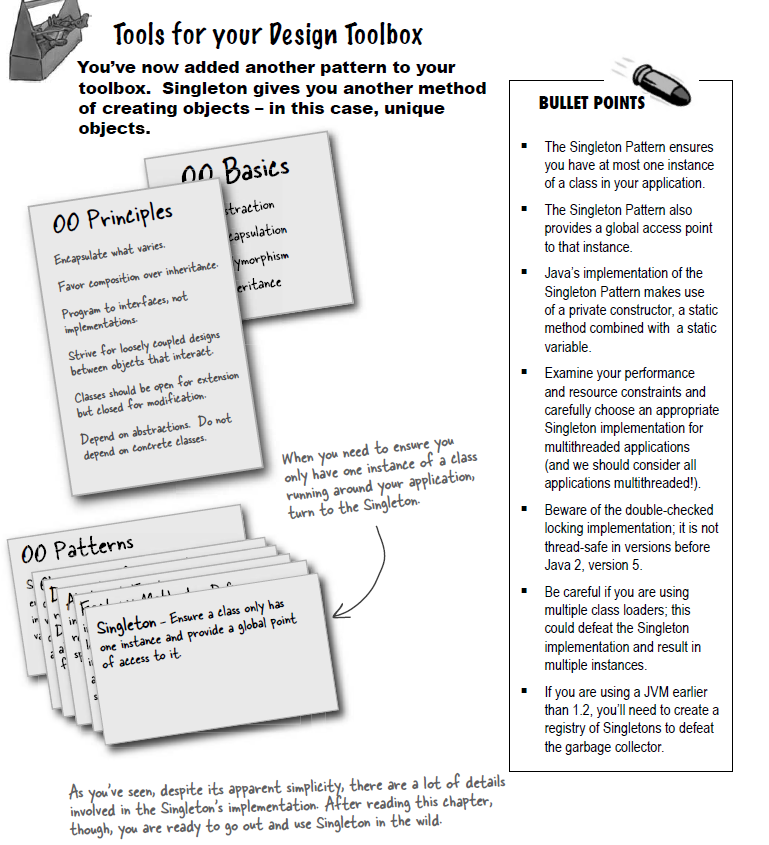 Tools for your Design Toolbox
You've now added another pattern to your
toolbox. Singleton gives you another method
of creating objects – in this case, unique
objects.
OO Basics
OO Principles
Encapsulate what varies.
Favor composition over inheritance.
Program to interfaces, not
implementations.
Strive for loosely coupled designs
between objects that interact.
Classes should be open for extension
but closed for modification.
Depend on abstractions. Do not
depend on concrete classes.
When you need to ensure you
only have one instance of a class
running around your application,
turn to the Singleton.
OO Patterns
Singleton – Ensure a class only has
one instance and provide a global point
of access to it.
As you've seen, despite its apparent simplicity, there are a lot of details
involved in the Singleton's implementation. After reading this chapter,
though, you are ready to go out and use Singleton in the wild.
BULLET POINTS
▪ The Singleton Pattern ensures
you have at most one instance
of a class in your application.
▪ The Singleton Pattern also
provides a global access point
to that instance.
▪ Java's implementation of the
Singleton Pattern makes use
of a private constructor, a static
method combined with a static
variable.
▪ Examine your performance
and resource constraints and
carefully choose an appropriate
Singleton implementation for
multithreaded applications
(and we should consider all
applications multithreaded!).
▪ Beware of the double-checked
locking implementation; it is not
thread-safe in versions before
Java 2, version 5.
▪ Be careful if you are using
multiple class loaders; this
could defeat the Singleton
implementation and result in
multiple instances.
▪ If you are using a JVM earlier
than 1.2, you'll need to create a
registry of Singletons to defeat
the garbage collector.